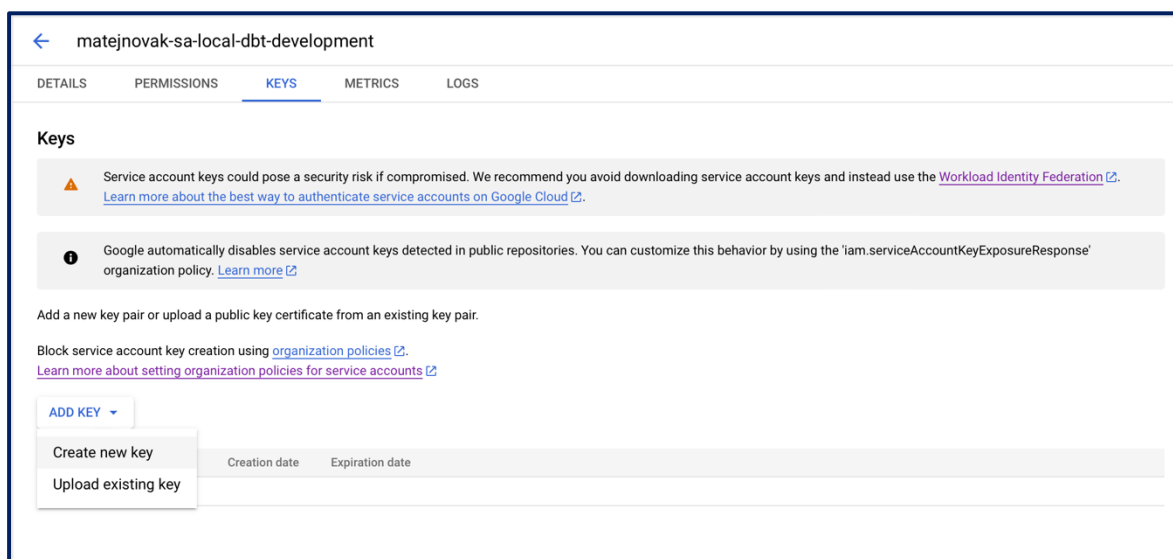 matejnovak-sa-local-dbt-development
DETAILS PERMISSIONS KEYS METRICS LOGS
Keys
Service account keys could pose a security risk if compromised. We recommend you avoid downloading service account keys and instead use the Workload Identity Federation.
Learn more about the best way to authenticate service accounts on Google Cloud.
Google automatically disables service account keys detected in public repositories. You can customize this behavior by using the 'iam.serviceAccountKeyExposureResponse'
organization policy. Learn more
Add a new key pair or upload a public key certificate from an existing key pair.
Block service account key creation using organization policies.
Learn more about setting organization policies for service accounts
ADD KEY
Create new key
Creation date Expiration date
Upload existing key